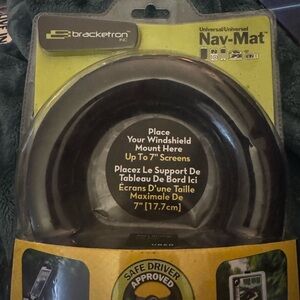 bracketron
INC
Universal/Universel
Nav-Mat™
Place
Your Windshield
Mount Here
Up To 7" Screens
Placez Le Support De
Tableau De Bord Ici
Écrans D'une Taille
Maximale De
7" [17.7cm]
SAFE DRIVER
APPROVED